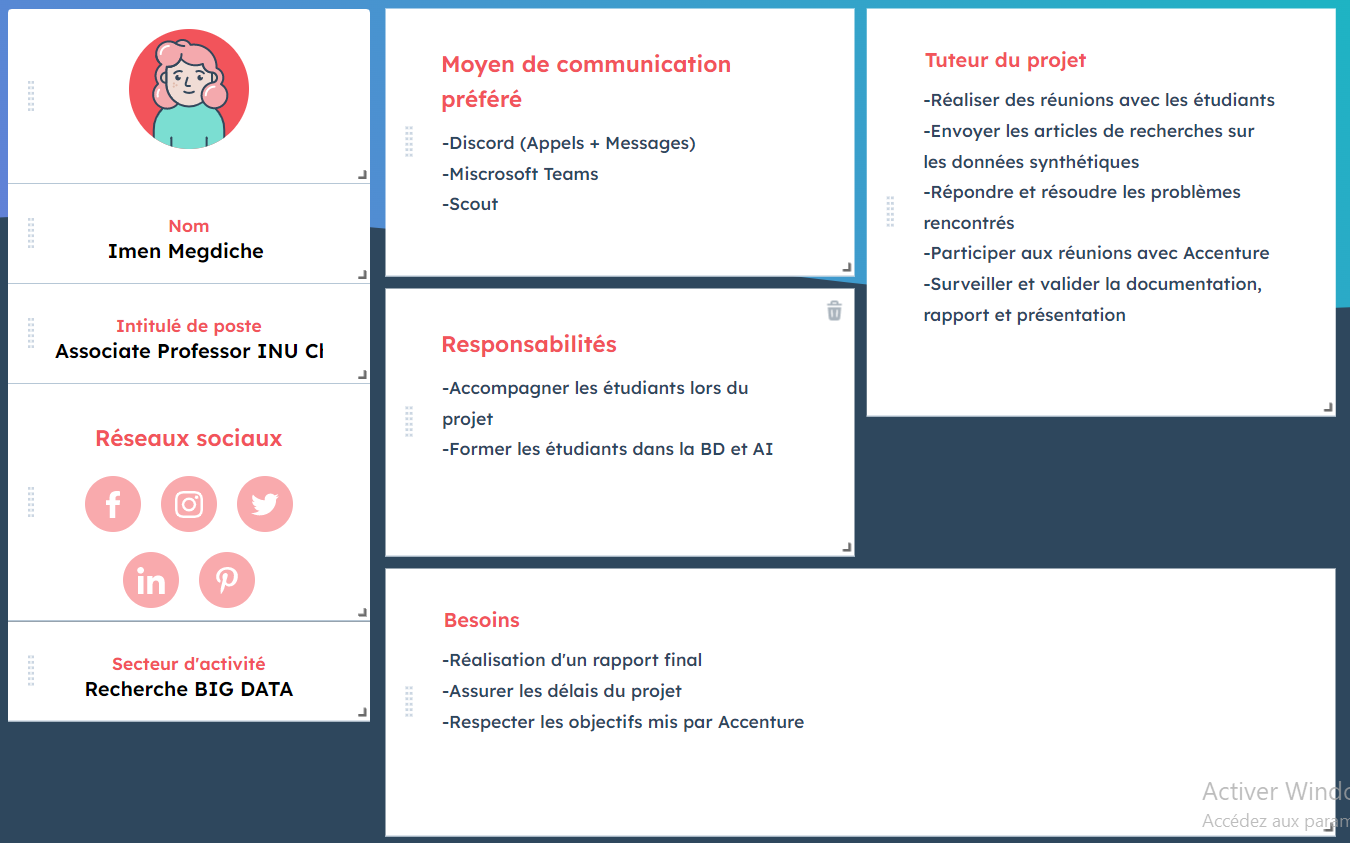 Nom
Imen Megdiche
Intitulé de poste
Associate Professor INU Cl
Réseaux sociaux
Secteur d'activité
Recherche BIG DATA
Moyen de communication
préféré
-Discord (Appels + Messages)
-Miscrosoft Teams
-Scout
Responsabilités
-Accompagner les étudiants lors du
projet
-Former les étudiants dans la BD et AI
Tuteur du projet
-Réaliser des réunions avec les étudiants
-Envoyer les articles de recherches sur
les données synthétiques
-Répondre et résoudre les problèmes
rencontrés
-Participer aux réunions avec Accenture
-Surveiller et valider la documentation,
rapport et présentation
Besoins
-Réalisation d'un rapport final
-Assurer les délais du projet
-Respecter les objectifs mis par Accenture
Activer Windo
Accédez aux param